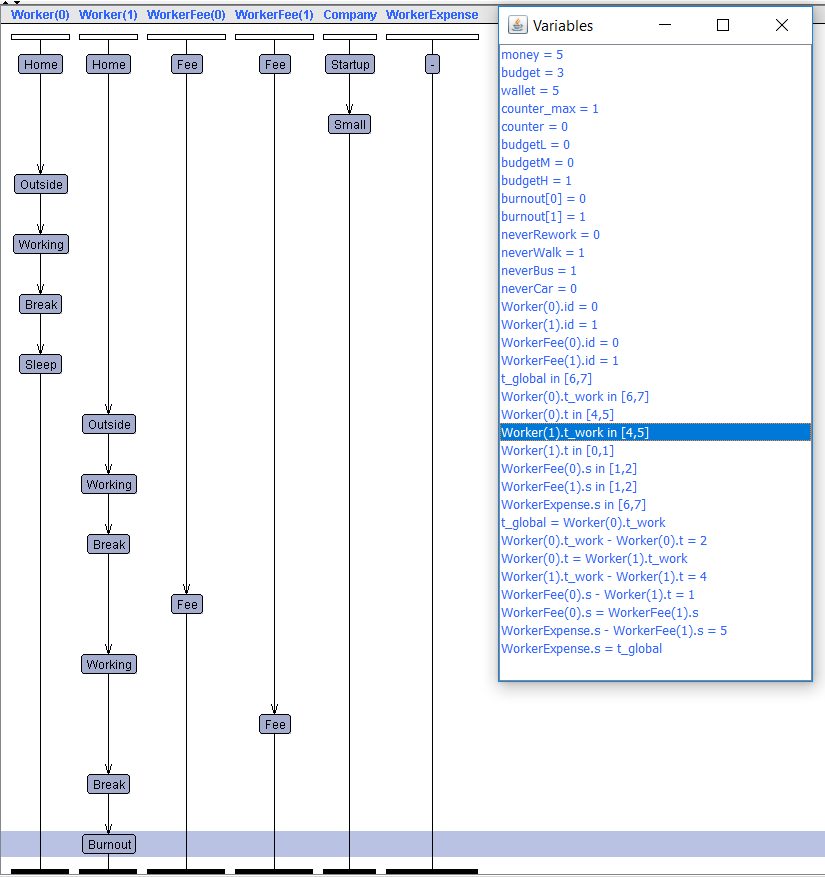 Worker(0) Worker(1) WorkerFee(0) WorkerFee(1) Company WorkerExpense
Home Home Fee Fee Startup -
Small
Outside
Working
Break
Sleep
Outside
Working
Break
Fee
Working
Fee
Break
Burnout
Variables
money = 5
budget = 3
wallet = 5
counter_max = 1
counter = 0
budgetL = 0
budgetM = 0
budgetH = 1
burnout[0] = 0
burnout[1] = 1
neverRework = 0
neverWalk = 1
neverBus = 1
neverCar = 0
Worker(0).id = 0
Worker(1).id = 1
WorkerFee(0).id = 0
WorkerFee(1).id = 1
t_global in [6,7]
Worker(0).t_work in [6,7]
Worker(0).t in [4,5]
Worker(1).t_work in [4,5]
Worker(1).t in [0,1]
WorkerFee(0).s in [1,2]
WorkerFee(1).s in [1,2]
WorkerExpense.s in [6,7]
t_global = Worker(0).t_work
Worker(0).t_work - Worker(0).t = 2
Worker(0).t = Worker(1).t_work
Worker(1).t_work - Worker(1).t = 4
WorkerFee(0).s - Worker(1).t = 1
WorkerFee(0).s = WorkerFee(1).s
WorkerExpense.s - WorkerFee(1).s = 5
WorkerExpense.s = t_global